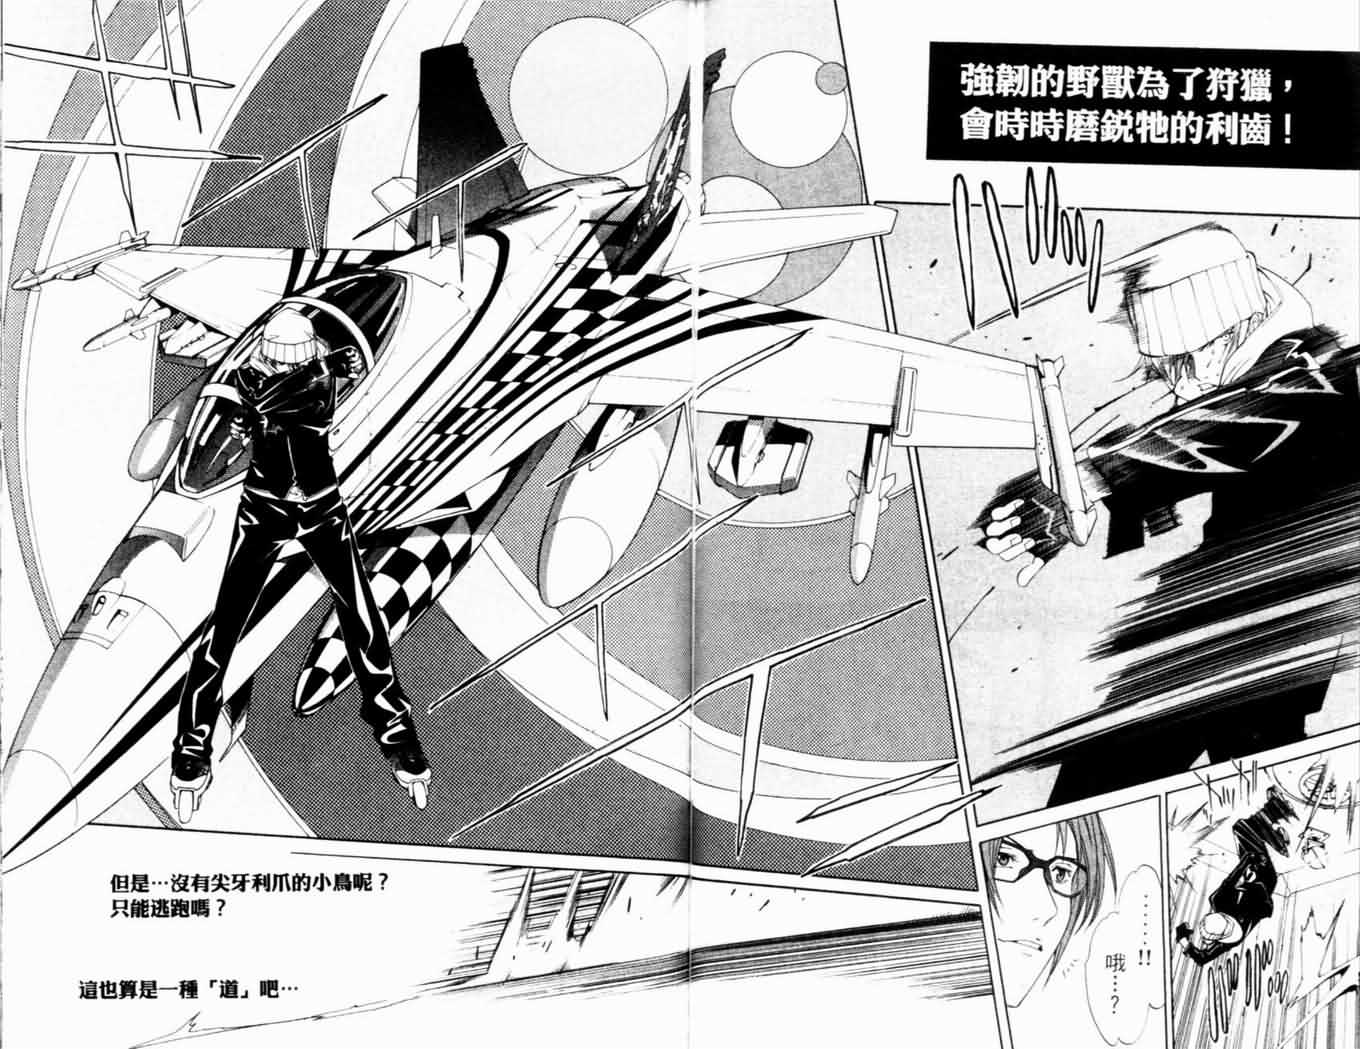 強韌的野獸為了狩獵，
會時時磨銳牠的利齒！
…‼
哦…？
但是…沒有尖牙利爪的小鳥呢？
只能逃跑嗎？
這也算是一種「道」吧…